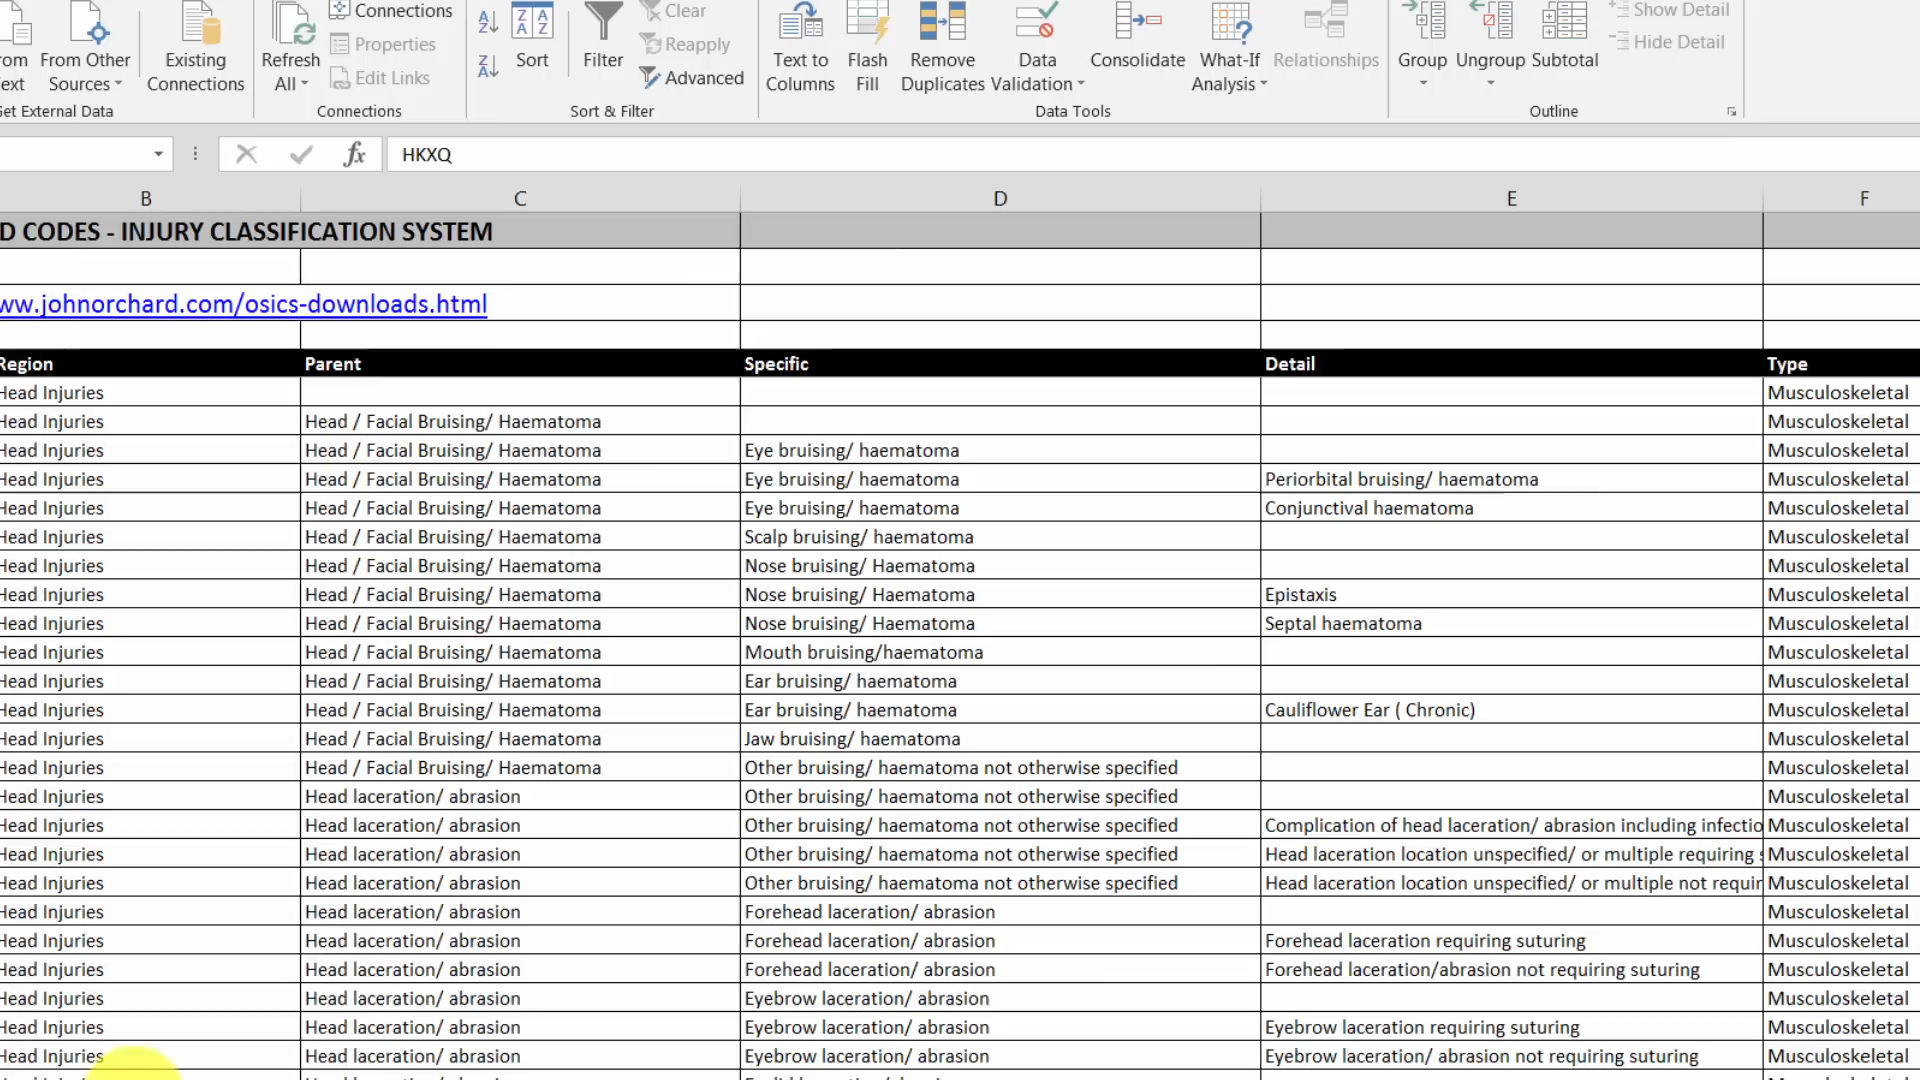 From Text
From Other Sources
Existing Connections
Refresh All
Connections
Properties
Edit Links
Sort
Filter
Clear
Reapply
Advanced
Text to Columns
Flash Fill
Remove Duplicates
Data Validation
Consolidate
What-If Analysis
Relationships
Group
Ungroup
Subtotal
Show Detail
Hide Detail
Get External Data
Connections
Sort & Filter
Data Tools
Outline
fx HKXQ
B C D E F
D CODES - INJURY CLASSIFICATION SYSTEM
ww.johnorchard.com/osics-downloads.html
Region Parent Specific Detail Type
Head Injuries Musculoskeletal
Head Injuries Head / Facial Bruising/ Haematoma Musculoskeletal
Head Injuries Head / Facial Bruising/ Haematoma Eye bruising/ haematoma Musculoskeletal
Head Injuries Head / Facial Bruising/ Haematoma Eye bruising/ haematoma Periorbital bruising/ haematoma Musculoskeletal
Head Injuries Head / Facial Bruising/ Haematoma Eye bruising/ haematoma Conjunctival haematoma Musculoskeletal
Head Injuries Head / Facial Bruising/ Haematoma Scalp bruising/ haematoma Musculoskeletal
Head Injuries Head / Facial Bruising/ Haematoma Nose bruising/ Haematoma Musculoskeletal
Head Injuries Head / Facial Bruising/ Haematoma Nose bruising/ Haematoma Epistaxis Musculoskeletal
Head Injuries Head / Facial Bruising/ Haematoma Nose bruising/ Haematoma Septal haematoma Musculoskeletal
Head Injuries Head / Facial Bruising/ Haematoma Mouth bruising/haematoma Musculoskeletal
Head Injuries Head / Facial Bruising/ Haematoma Ear bruising/ haematoma Musculoskeletal
Head Injuries Head / Facial Bruising/ Haematoma Ear bruising/ haematoma Cauliflower Ear ( Chronic) Musculoskeletal
Head Injuries Head / Facial Bruising/ Haematoma Jaw bruising/ haematoma Musculoskeletal
Head Injuries Head / Facial Bruising/ Haematoma Other bruising/ haematoma not otherwise specified Musculoskeletal
Head Injuries Head laceration/ abrasion Other bruising/ haematoma not otherwise specified Musculoskeletal
Head Injuries Head laceration/ abrasion Other bruising/ haematoma not otherwise specified Complication of head laceration/ abrasion including infectio Musculoskeletal
Head Injuries Head laceration/ abrasion Other bruising/ haematoma not otherwise specified Head laceration location unspecified/ or multiple requiring s Musculoskeletal
Head Injuries Head laceration/ abrasion Other bruising/ haematoma not otherwise specified Head laceration location unspecified/ or multiple not requir Musculoskeletal
Head Injuries Head laceration/ abrasion Forehead laceration/ abrasion Musculoskeletal
Head Injuries Head laceration/ abrasion Forehead laceration/ abrasion Forehead laceration requiring suturing Musculoskeletal
Head Injuries Head laceration/ abrasion Forehead laceration/ abrasion Forehead laceration/abrasion not requiring suturing Musculoskeletal
Head Injuries Head laceration/ abrasion Eyebrow laceration/ abrasion Musculoskeletal
Head Injuries Head laceration/ abrasion Eyebrow laceration/ abrasion Eyebrow laceration requiring suturing Musculoskeletal
Head Injuries Head laceration/ abrasion Eyebrow laceration/ abrasion Eyebrow laceration/ abrasion not requiring suturing Musculoskeletal